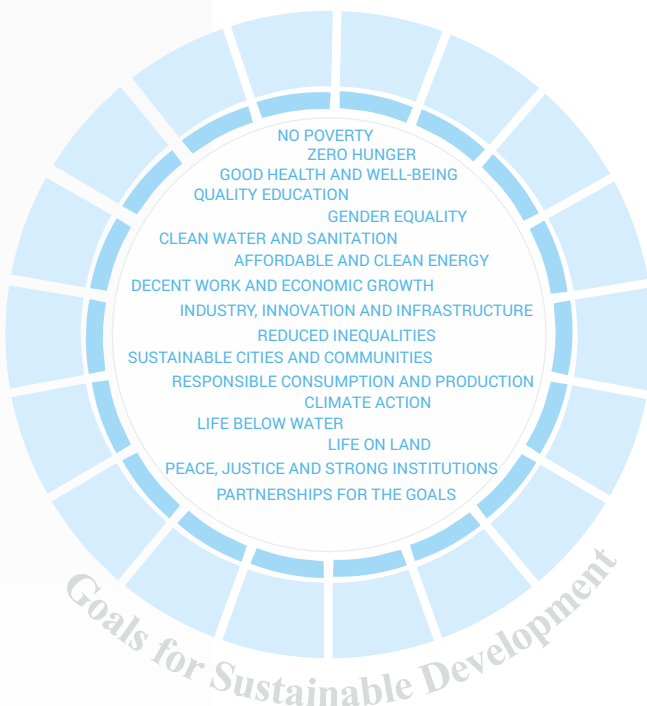 NO POVERTY
ZERO HUNGER
GOOD HEALTH AND WELL-BEING
QUALITY EDUCATION
GENDER EQUALITY
CLEAN WATER AND SANITATION
AFFORDABLE AND CLEAN ENERGY
DECENT WORK AND ECONOMIC GROWTH
INDUSTRY, INNOVATION AND INFRASTRUCTURE
REDUCED INEQUALITIES
SUSTAINABLE CITIES AND COMMUNITIES
RESPONSIBLE CONSUMPTION AND PRODUCTION
CLIMATE ACTION
LIFE BELOW WATER
LIFE ON LAND
PEACE, JUSTICE AND STRONG INSTITUTIONS
PARTNERSHIPS FOR THE GOALS
Goals for Sustainable Development